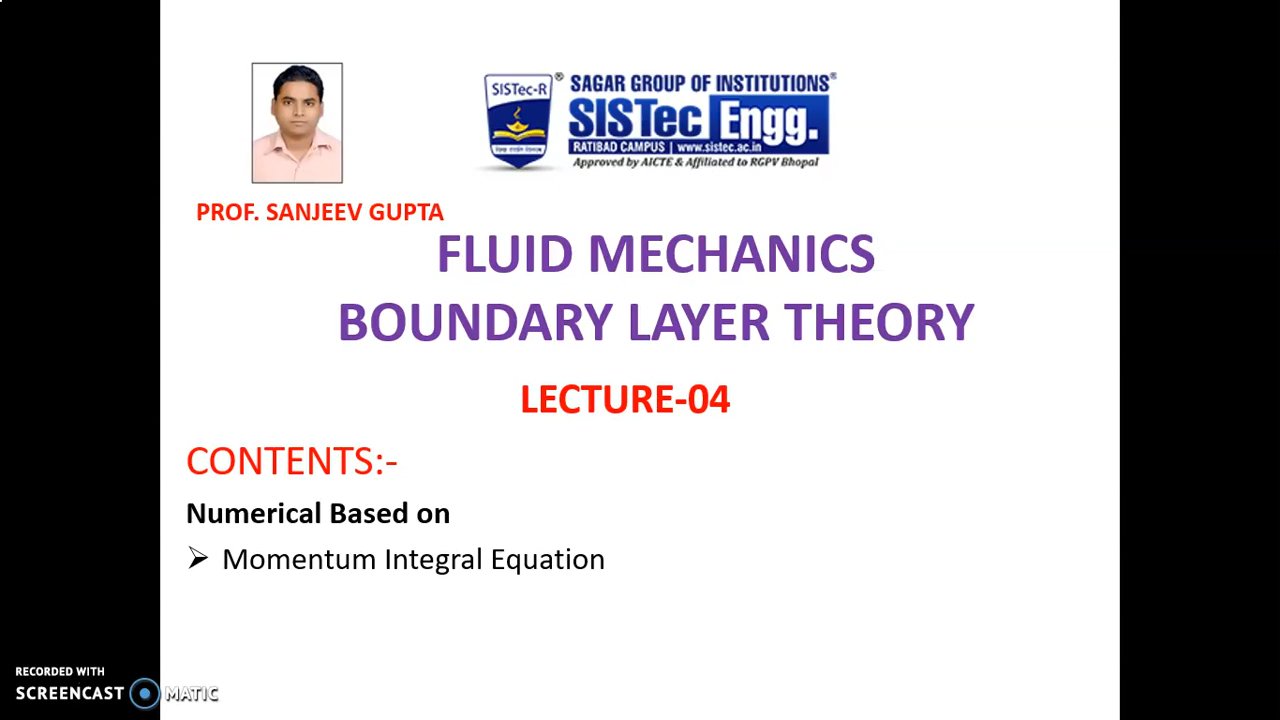 SISTec-R
SAGAR GROUP OF INSTITUTIONS®
SISTec Engg.
RATIBAD CAMPUS | www.sistec.ac.in
Approved by AICTE & Affiliated to RGPV Bhopal
PROF. SANJEEV GUPTA
FLUID MECHANICS
BOUNDARY LAYER THEORY
LECTURE-04
CONTENTS:-
Numerical Based on
➢ Momentum Integral Equation
RECORDED WITH
SCREENCAST MATIC